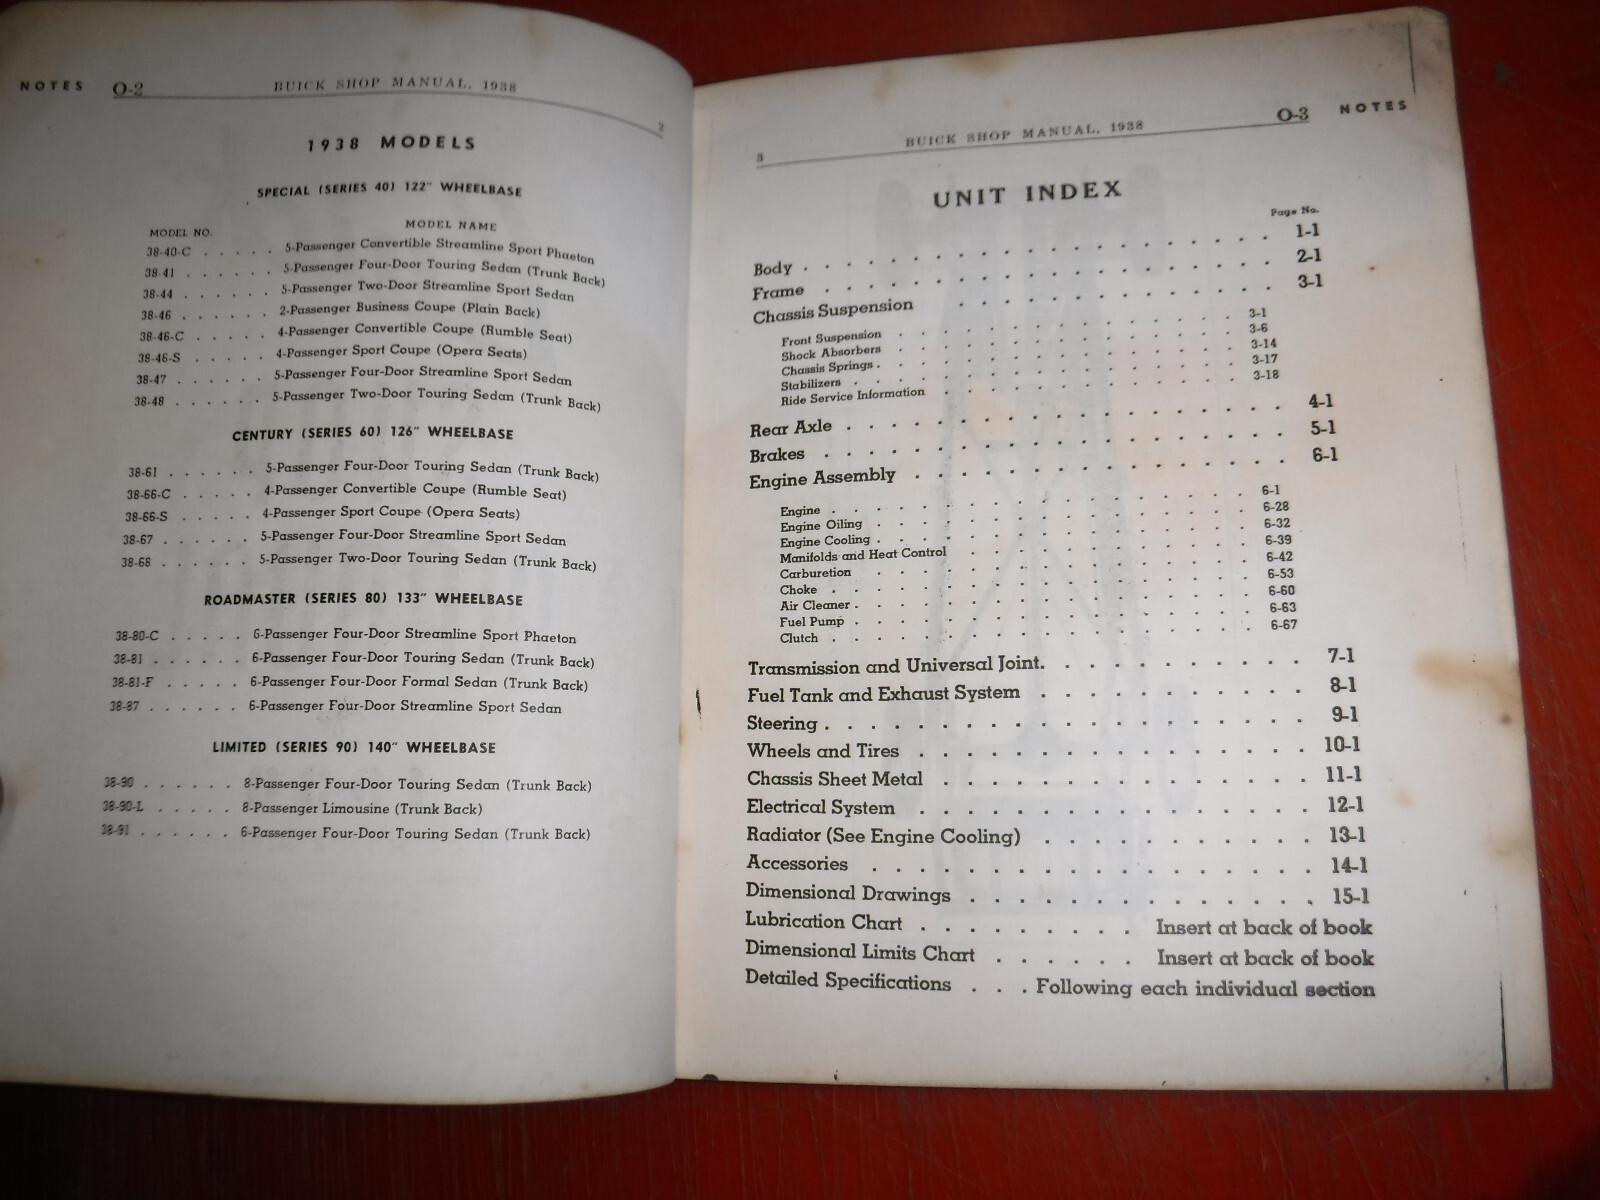 NOTES O-2 BUICK SHOP MANUAL, 1938 2
1938 MODELS
SPECIAL (SERIES 40) 122" WHEELBASE
MODEL NO. MODEL NAME
38-40-C . . . . . 5-Passenger Convertible Streamline Sport Phaeton
38-41 . . . . . . 5-Passenger Four-Door Touring Sedan (Trunk Back)
38-44 . . . . . . 5-Passenger Two-Door Streamline Sport Sedan
38-46 . . . . . . 2-Passenger Business Coupe (Plain Back)
38-46-C . . . . . 4-Passenger Convertible Coupe (Rumble Seat)
38-46-S . . . . . 4-Passenger Sport Coupe (Opera Seats)
38-47 . . . . . . 5-Passenger Four-Door Streamline Sport Sedan
38-48 . . . . . . 5-Passenger Two-Door Touring Sedan (Trunk Back)
CENTURY (SERIES 60) 126" WHEELBASE
38-61 . . . . . . 5-Passenger Four-Door Touring Sedan (Trunk Back)
38-66-C . . . . . 4-Passenger Convertible Coupe (Rumble Seat)
38-66-S . . . . . 4-Passenger Sport Coupe (Opera Seats)
38-67 . . . . . . 5-Passenger Four-Door Streamline Sport Sedan
38-68 . . . . . . 5-Passenger Two-Door Touring Sedan (Trunk Back)
ROADMASTER (SERIES 80) 133" WHEELBASE
38-80-C . . . . . 6-Passenger Four-Door Streamline Sport Phaeton
38-81 . . . . . . 6-Passenger Four-Door Touring Sedan (Trunk Back)
38-81-F . . . . . 6-Passenger Four-Door Formal Sedan (Trunk Back)
38-87 . . . . . . 6-Passenger Four-Door Streamline Sport Sedan
LIMITED (SERIES 90) 140" WHEELBASE
38-90 . . . . . . 8-Passenger Four-Door Touring Sedan (Trunk Back)
38-90-L . . . . . 8-Passenger Limousine (Trunk Back)
38-91 . . . . . . 6-Passenger Four-Door Touring Sedan (Trunk Back)
3 BUICK SHOP MANUAL, 1938 O-3 NOTES
UNIT INDEX
Page No.
Body . . . . . 1-1
Frame . . . . . 2-1
Chassis Suspension . . . . . 3-1
Front Suspension . . . . . 3-1
Shock Absorbers . . . . . 3-6
Chassis Springs . . . . . 3-14
Stabilizers . . . . . 3-17
Ride Service Information . . . . . 3-18
Rear Axle . . . . . 4-1
Brakes . . . . . 5-1
Engine Assembly . . . . . 6-1
Engine . . . . . 6-1
Engine Oiling . . . . . 6-28
Engine Cooling . . . . . 6-32
Manifolds and Heat Control . . . . . 6-39
Carburetion . . . . . 6-42
Choke . . . . . 6-53
Air Cleaner . . . . . 6-60
Fuel Pump . . . . . 6-63
Clutch . . . . . 6-67
Transmission and Universal Joint. . . . . . 7-1
Fuel Tank and Exhaust System . . . . . 8-1
Steering . . . . . 9-1
Wheels and Tires . . . . . 10-1
Chassis Sheet Metal . . . . . 11-1
Electrical System . . . . . 12-1
Radiator (See Engine Cooling) . . . . . 13-1
Accessories . . . . . 14-1
Dimensional Drawings . . . . . 15-1
Lubrication Chart . . . . . Insert at back of book
Dimensional Limits Chart . . . . . Insert at back of book
Detailed Specifications . . . Following each individual section